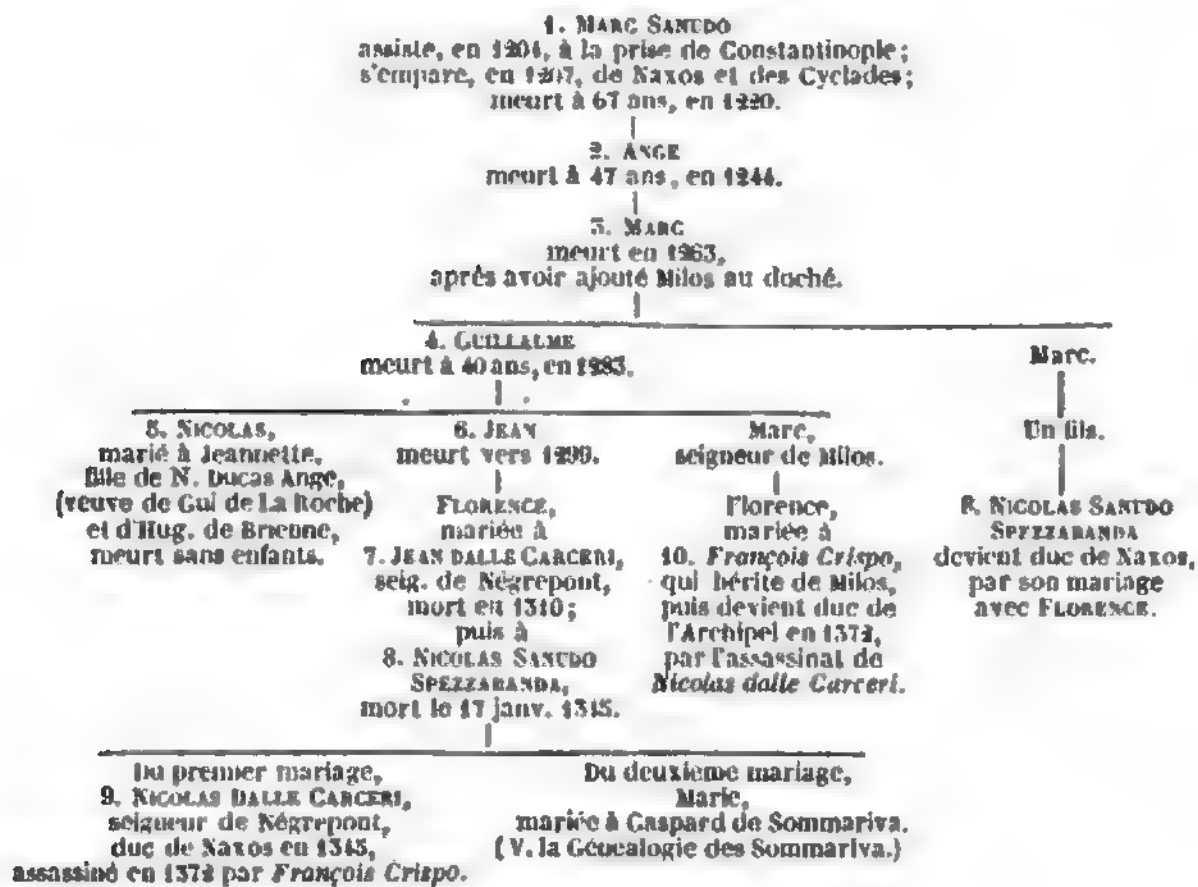 1. MARC SANUDO
assiste, en 1204, à la prise de Constantinople;
s'empare, en 1207, de Naxos et des Cyclades;
meurt à 67 ans, en 1220.
2. ANGE
meurt à 47 ans, en 1244.
3. MARC
meurt en 1263,
après avoir ajouté Milos au duché.
4. GUILLAUME
meurt à 40 ans, en 1283.
Marc.
Un fils.
8. NICOLAS SANUDO
SPEZZABANDA
devient duc de Naxos,
par son mariage
avec FLORENCE.
5. NICOLAS,
marié à Jeannette,
fille de N. Ducas Ange,
(veuve de Gui de La Roche)
et d'Hug. de Brienne,
meurt sans enfants.
6. JEAN
meurt vers 1299.
FLORENCE,
mariée à
7. JEAN DALLE CARCERI,
seig. de Négrepont,
mort en 1310;
puis à
8. NICOLAS SANUDO
SPEZZABANDA,
mort le 17 janv. 1345.
Marc,
seigneur de Milos.
Florence,
mariée à
10. François Crispo,
qui hérite de Milos,
puis devient duc de
l'Archipel en 1372,
par l'assassinat de
Nicolas dalle Carceri.
Du premier mariage,
9. NICOLAS DALLE CARCERI,
seigneur de Négrepont,
duc de Naxos en 1345,
assassiné en 1372 par François Crispo.
Du deuxième mariage,
Marie,
mariée à Gaspard de Sommariva.
(V. la Généalogie des Sommariva.)